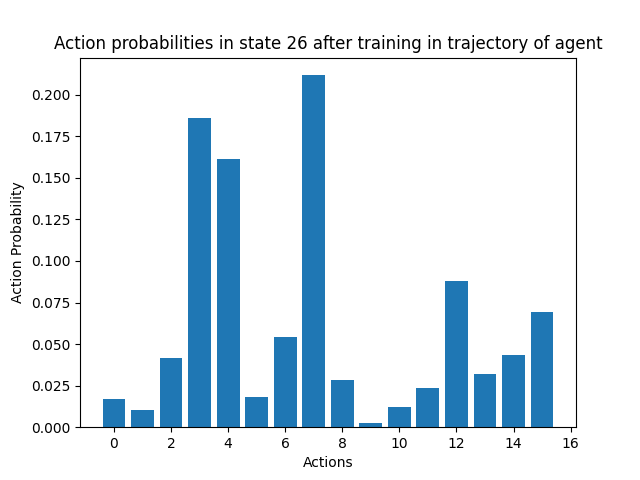 Action probabilities in state 26 after training in trajectory of agent
Action Probability
0.200
0.175
0.150
0.125
0.100
0.075
0.050
0.025
0.000
0 2 4 6 8 10 12 14 16
Actions